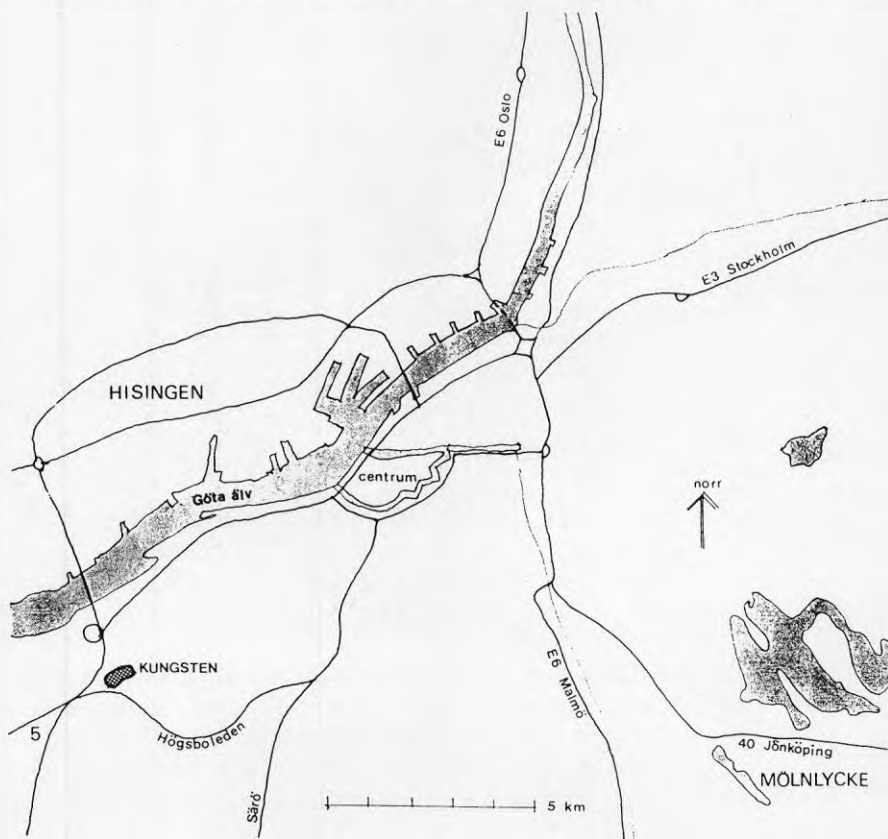 E6 Oslo
E3 Stockholm
HISINGEN
centrum
norr
Göta älv
KUNGSTEN
E6 Malmö
5
Högsboleden
40 Jönköping
MÖLNLYCKE
Särö
5 km